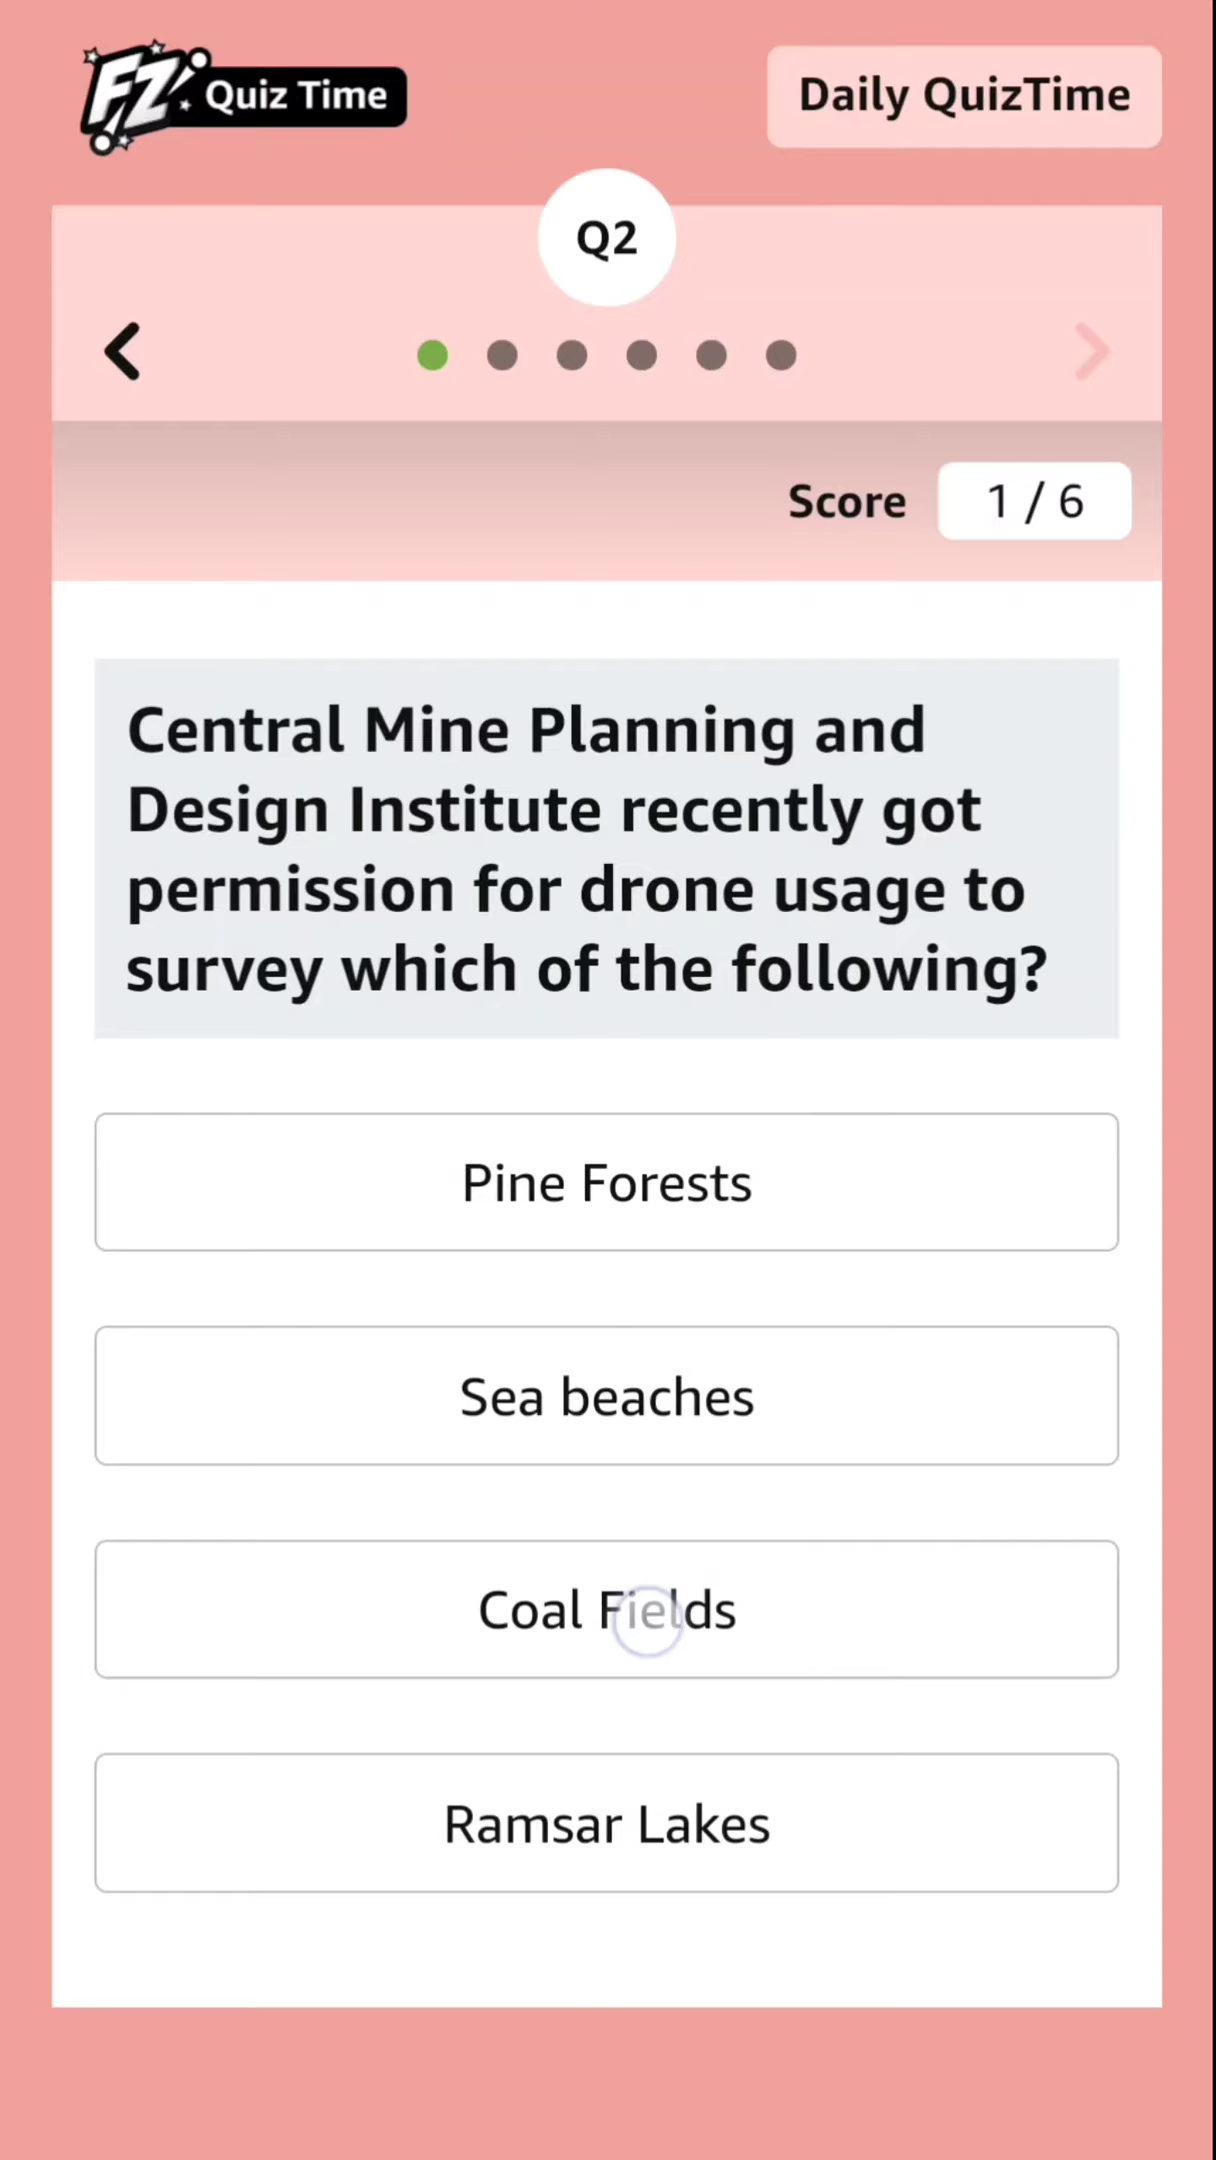 FZ Quiz Time
Daily QuizTime
Q2
Score 1 / 6
Central Mine Planning and
Design Institute recently got
permission for drone usage to
survey which of the following?
Pine Forests
Sea beaches
Coal Fields
Ramsar Lakes